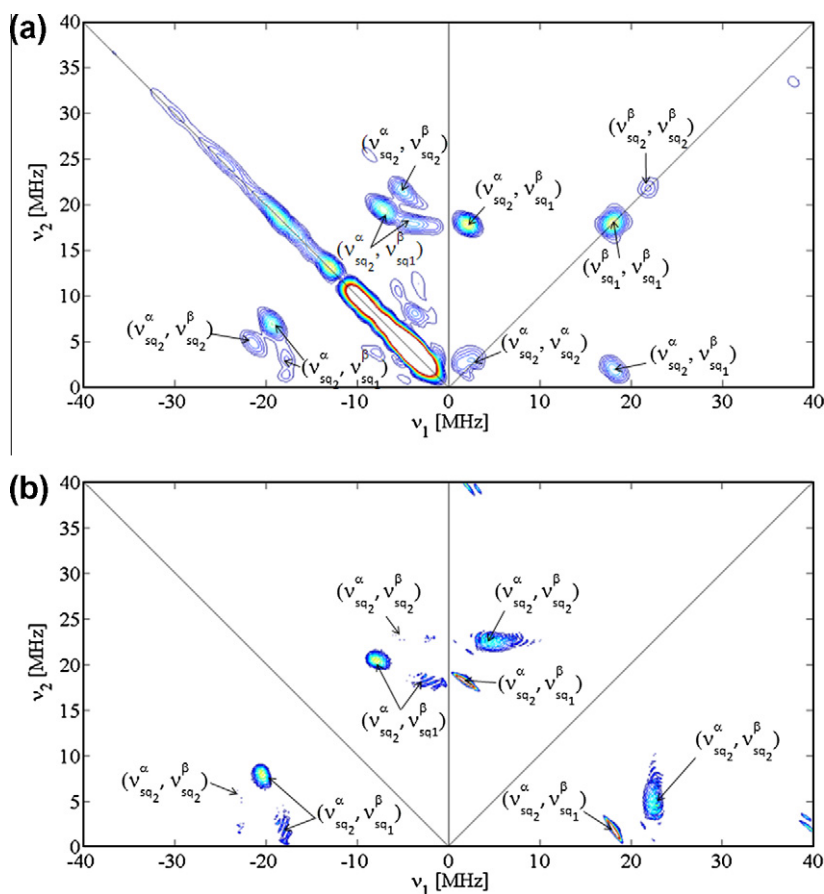 (a)
40
35
30
25
20
15
10
5
0
ν₂ [MHz]
(ν^α_sq₂, ν^β_sq₂)
(ν^α_sq₂, ν^β_sq1)
(ν^α_sq₂, ν^β_sq₁)
(ν^β_sq₂, ν^β_sq₂)
(ν^β_sq₁, ν^β_sq₁)
(ν^α_sq₂, ν^β_sq₂)
(ν^α_sq₂, ν^β_sq₁)
(ν^α_sq₂, ν^α_sq₂)
(ν^α_sq₂, ν^β_sq₁)
-40 -30 -20 -10 0 10 20 30 40
ν₁ [MHz]
(b)
40
35
30
25
20
15
10
5
0
ν₂ [MHz]
(ν^α_sq₂, ν^β_sq₂)
(ν^α_sq₂, ν^β_sq₂)
(ν^α_sq₂, ν^β_sq1)
(ν^α_sq₂, ν^β_sq₁)
(ν^α_sq₂, ν^β_sq₂)
(ν^α_sq₂, ν^β_sq₂)
(ν^α_sq₂, ν^β_sq₁)
(ν^α_sq₂, ν^β_sq₁)
-40 -30 -20 -10 0 10 20 30 40
ν₁ [MHz]